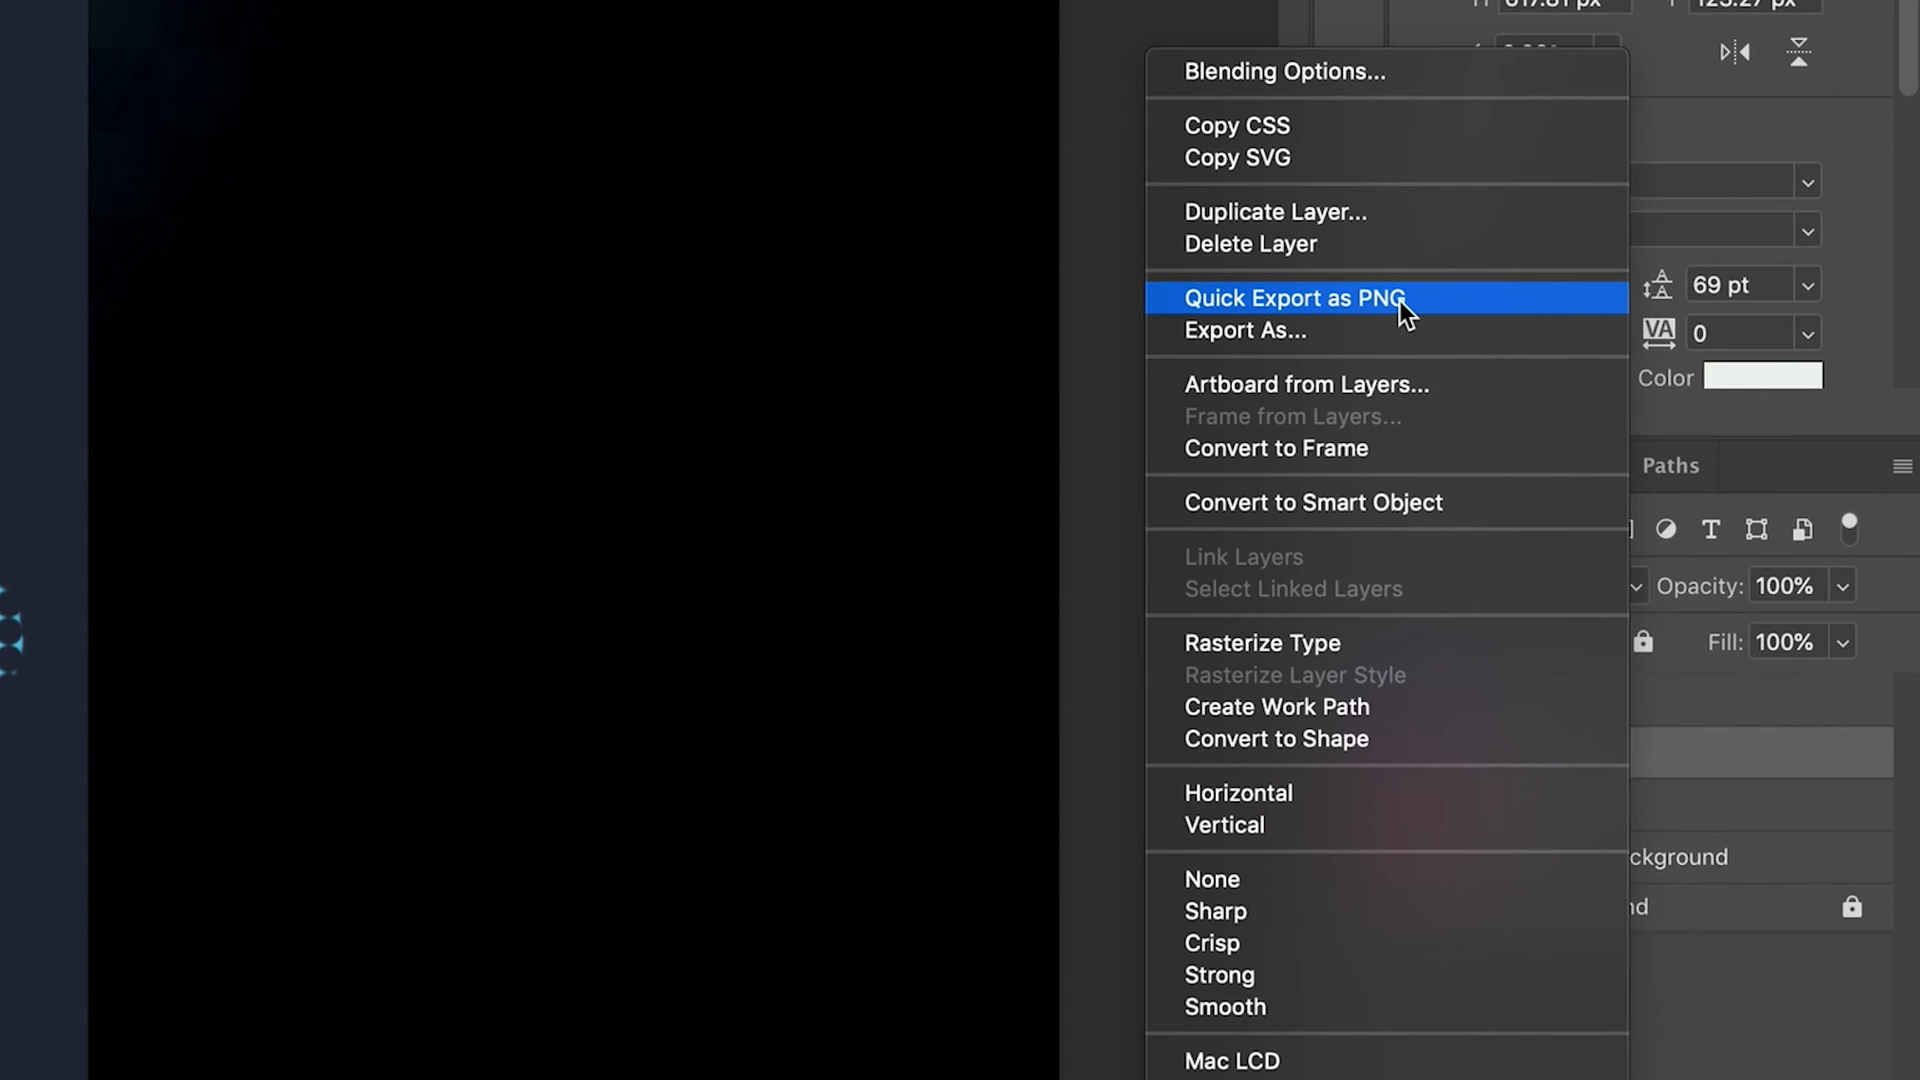 Blending Options...
Copy CSS
Copy SVG
Duplicate Layer...
Delete Layer
Quick Export as PNG
Export As...
Artboard from Layers...
Frame from Layers...
Convert to Frame
Convert to Smart Object
Link Layers
Select Linked Layers
Rasterize Type
Rasterize Layer Style
Create Work Path
Convert to Shape
Horizontal
Vertical
None
Sharp
Crisp
Strong
Smooth
Mac LCD
69 pt
VA 0
Color
Paths
Opacity: 100%
Fill: 100%
ckground
nd